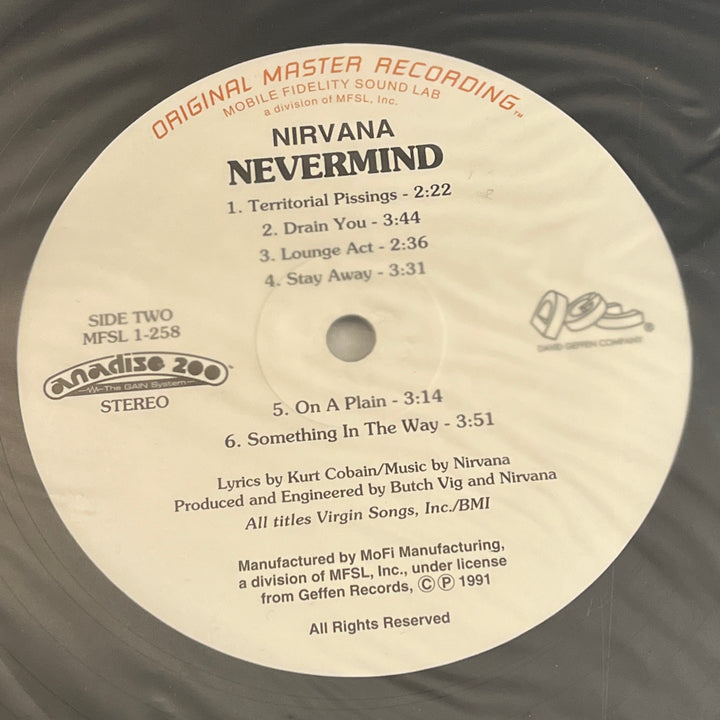 ORIGINAL MASTER RECORDING™
MOBILE FIDELITY SOUND LAB
a division of MFSL, Inc.
NIRVANA
NEVERMIND
1. Territorial Pissings - 2:22
2. Drain You - 3:44
3. Lounge Act - 2:36
4. Stay Away - 3:31
SIDE TWO
MFSL 1-258
anadisc 200™
The GAIN System
STEREO
®
DAVID GEFFEN COMPANY
5. On A Plain - 3:14
6. Something In The Way - 3:51
Lyrics by Kurt Cobain/Music by Nirvana
Produced and Engineered by Butch Vig and Nirvana
All titles Virgin Songs, Inc./BMI
Manufactured by MoFi Manufacturing,
a division of MFSL, Inc., under license
from Geffen Records, ©℗ 1991
All Rights Reserved